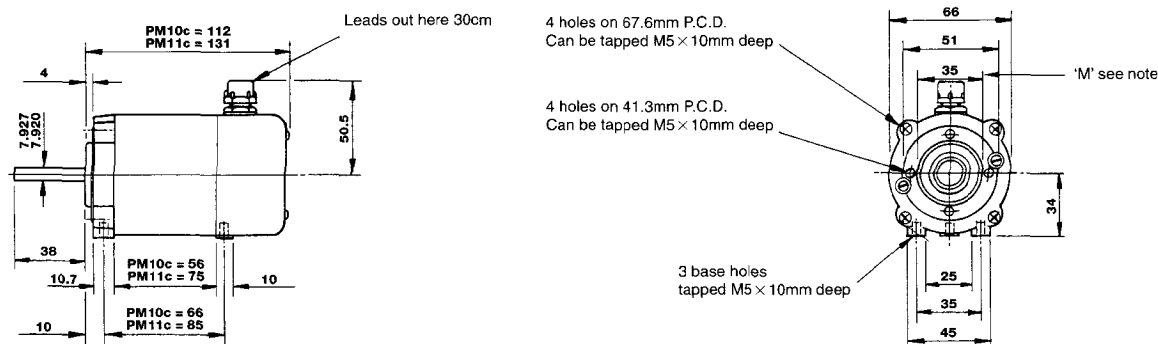 PM10c = 112
PM11c = 131
Leads out here 30cm
4
7.927
7.920
50.5
38
10.7
PM10c = 56
PM11c = 75
10
10
PM10c = 66
PM11c = 85
4 holes on 67.6mm P.C.D.
Can be tapped M5 × 10mm deep
66
51
35
'M' see note
4 holes on 41.3mm P.C.D.
Can be tapped M5 × 10mm deep
34
3 base holes
tapped M5 × 10mm deep
25
35
45